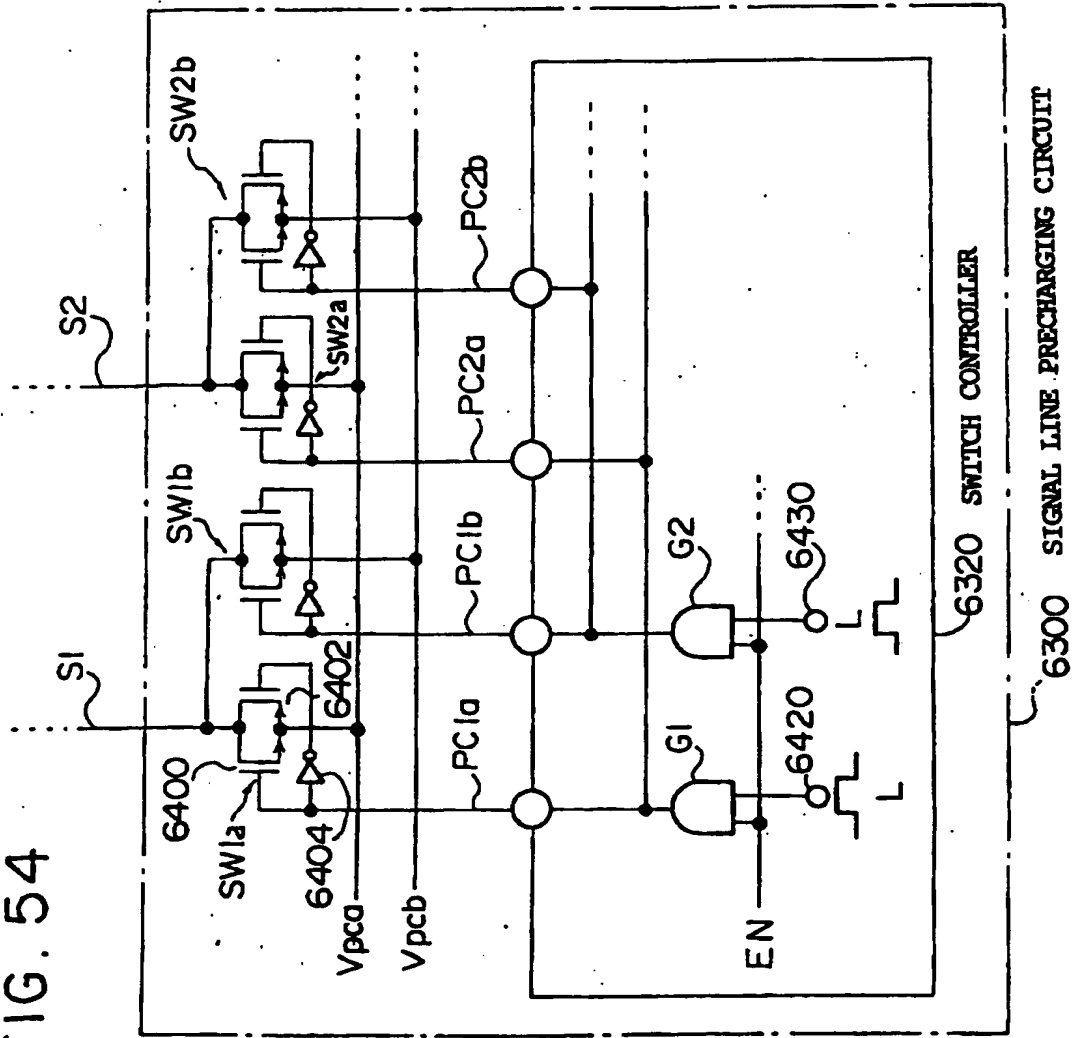 FIG. 54
S1
S2
SW1b
SW2b
6400
SW1a
6402
6404
SW2a
Vpca
Vpcb
PC1a
PC1b
PC2a
PC2b
G1
G2
EN
6420
6430
L
L
6320 SWITCH CONTROLLER
6300 SIGNAL LINE PRECHARGING CIRCUIT